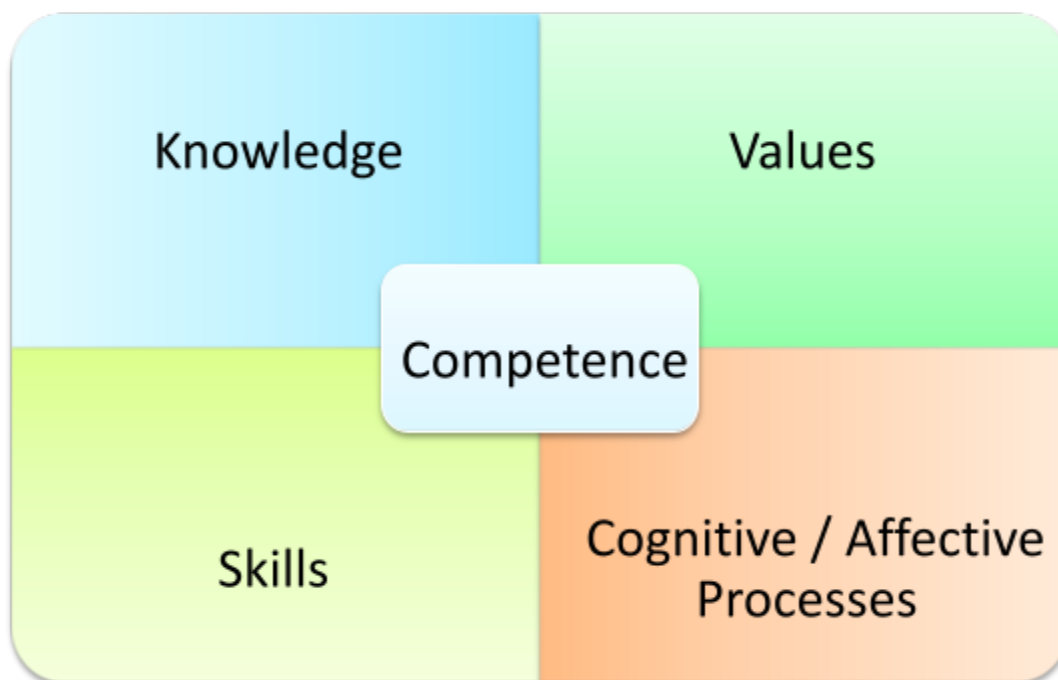 Knowledge
Values
Competence
Skills
Cognitive / Affective
Processes